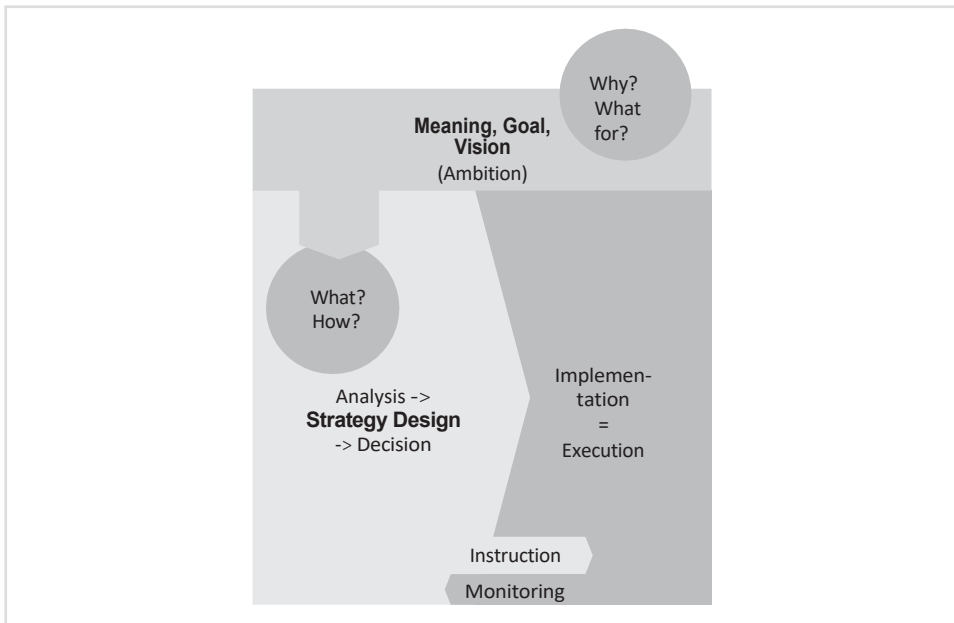 Why?
What
for?
Meaning, Goal,
Vision
(Ambition)
What?
How?
Analysis ->
Strategy Design
-> Decision
Implemen-
tation
=
Execution
Instruction
Monitoring